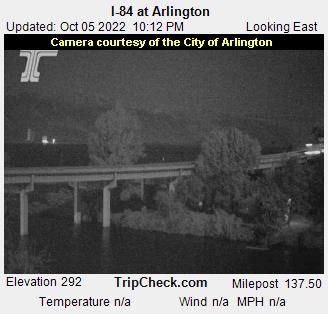 I-84 at Arlington
Updated: Oct 05 2022 10:12 PM Looking East
Camera courtesy of the City of Arlington
Elevation 292 TripCheck.com Milepost 137.50
Temperature n/a Wind n/a MPH n/a